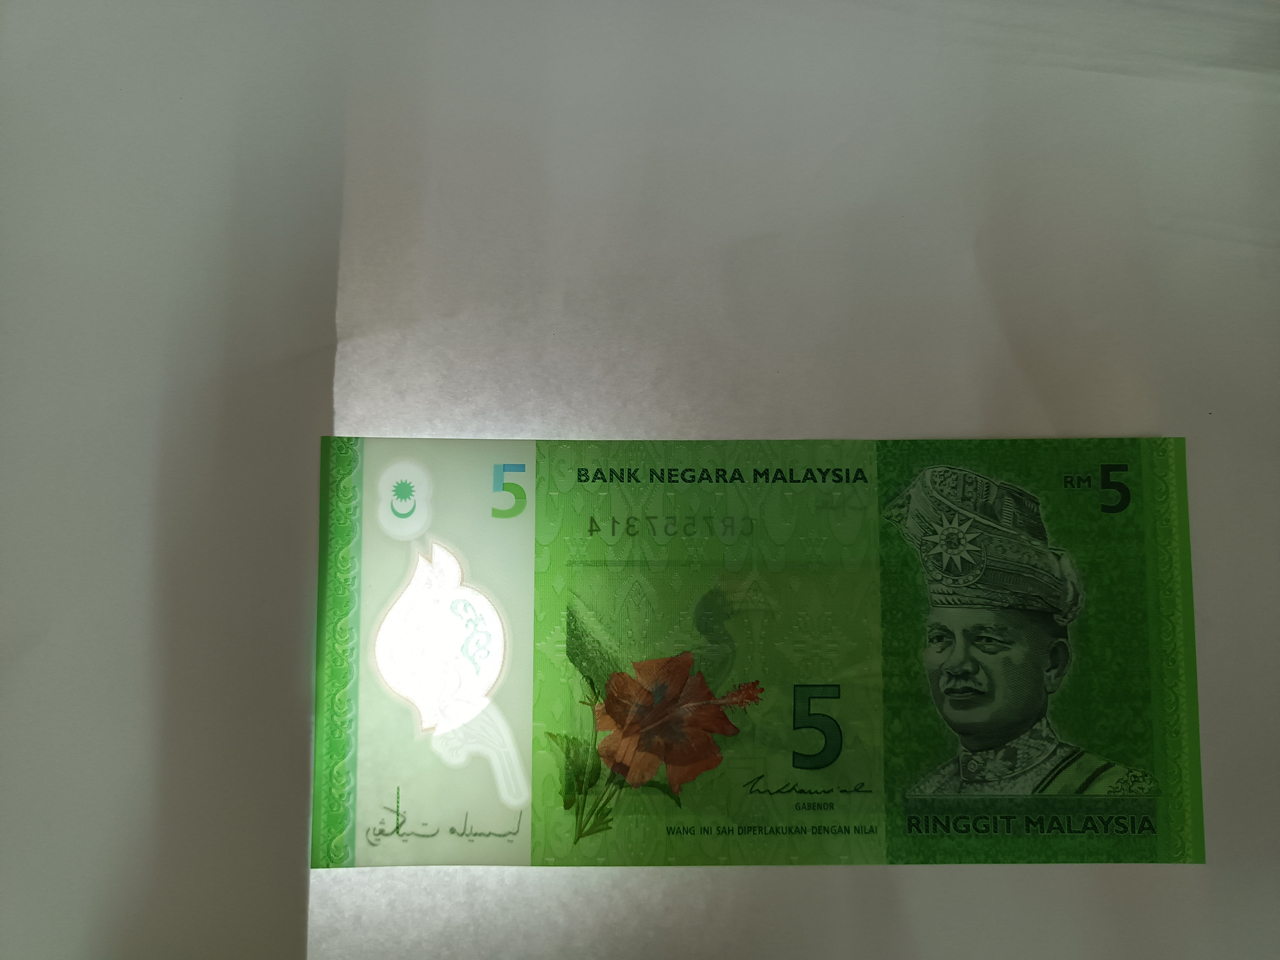 5
BANK NEGARA MALAYSIA
RM 5
CR7557314
5
GABENOR
WANG INI SAH DIPERLAKUKAN DENGAN NILAI
RINGGIT MALAYSIA